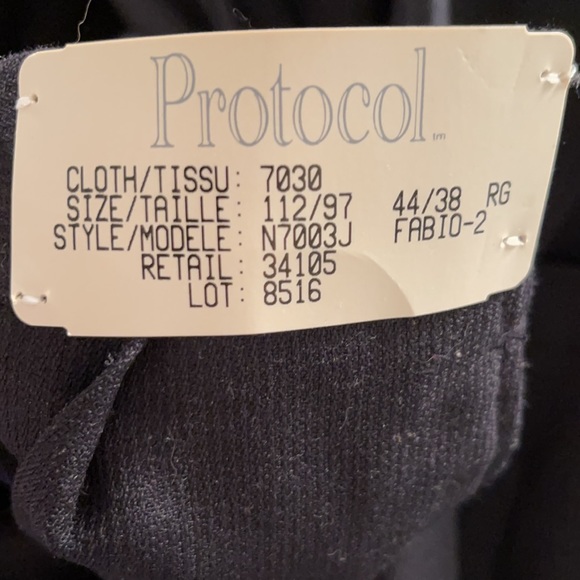 Protocol™
CLOTH/TISSU: 7030
SIZE/TAILLE: 112/97 44/38 RG
STYLE/MODELE: N7003J FABIO-2
RETAIL: 34105
LOT: 8516